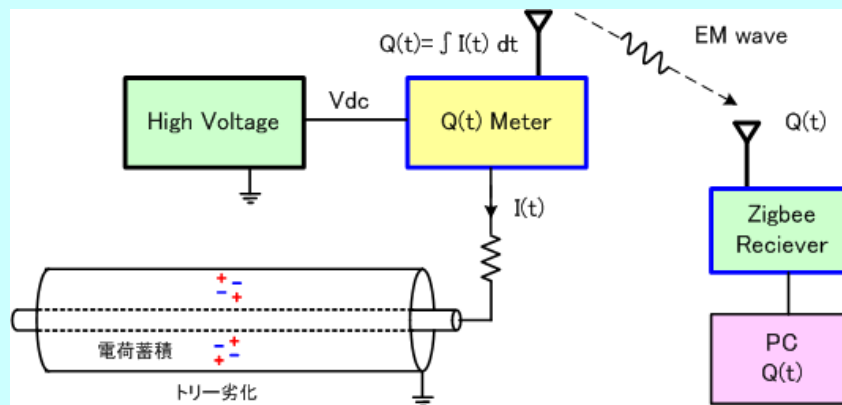 Q(t)=∫ I(t) dt
EM wave
High Voltage
Vdc
Q(t) Meter
Q(t)
I(t)
Zigbee
Reciever
電荷蓄積
トリー劣化
PC
Q(t)